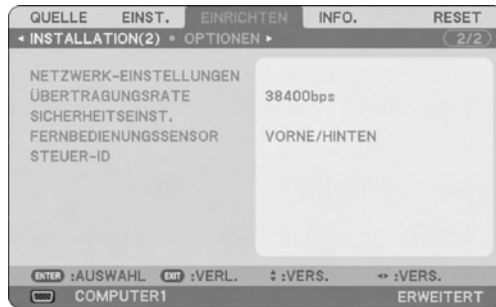 QUELLE EINST. EINRICHTEN INFO. RESET
◂ INSTALLATION(2) • OPTIONEN ▸ 2/2
NETZWERK-EINSTELLUNGEN
ÜBERTRAGUNGSRATE 38400bps
SICHERHEITSEINST.
FERNBEDIENUNGSSENSOR VORNE/HINTEN
STEUER-ID
ENTER :AUSWAHL EXIT :VERL. ↕ :VERS. ↔ :VERS.
COMPUTER1 ERWEITERT